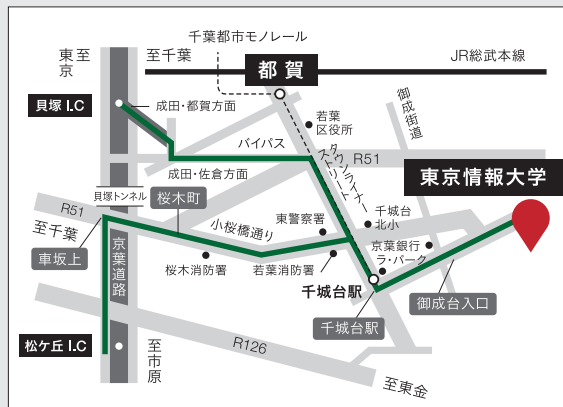 千葉都市モノレール
至東京
至千葉
都賀
JR総武本線
貝塚 I.C
成田・都賀方面
若葉
区役所
御成街道
バイパス
タウンライナー
ストリート
R51
成田・佐倉方面
東京情報大学
貝塚トンネル
桜木町
R51
至千葉
小桜橋通り
東警察署
千城台
北小
車坂上
京葉道路
京葉銀行
ラ・パーク
桜木消防署
若葉消防署
千城台駅
千城台駅
御成台入口
松ケ丘 I.C
至市原
R126
至東金